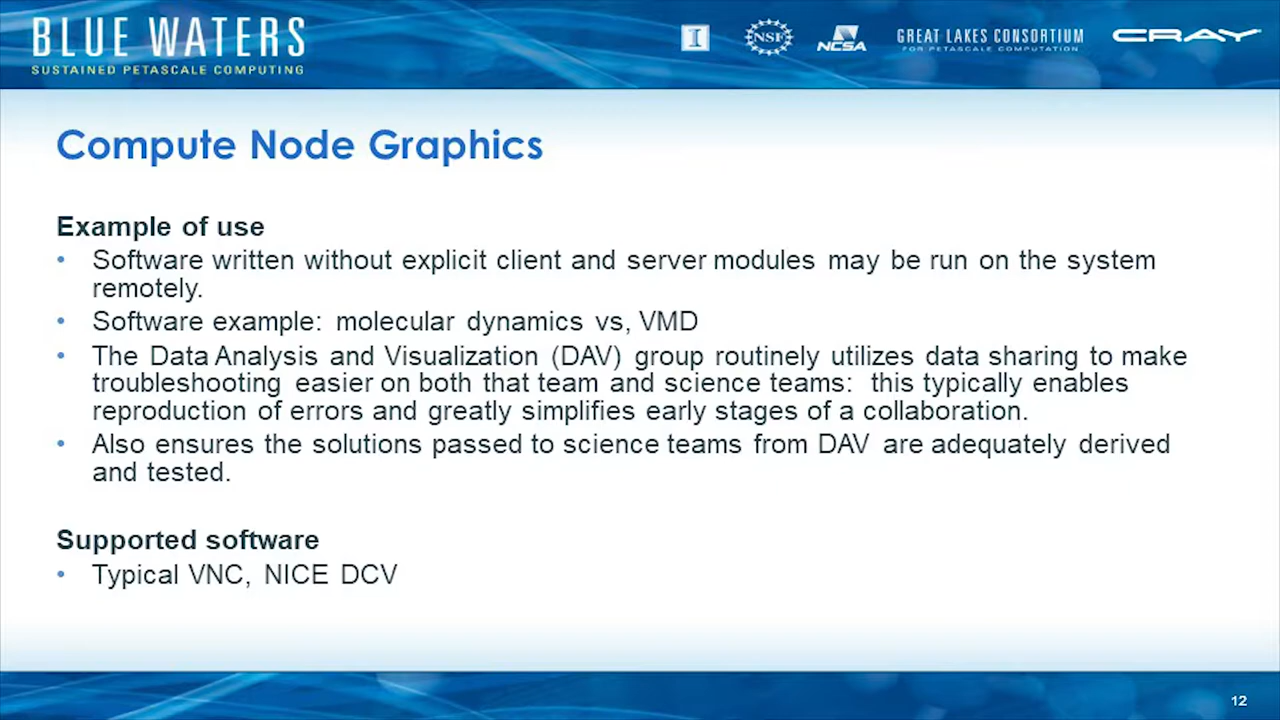 BLUE WATERS
SUSTAINED PETASCALE COMPUTING
I
NSF
NCSA
GREAT LAKES CONSORTIUM
FOR PETASCALE COMPUTATION
CRAY
Compute Node Graphics
Example of use
• Software written without explicit client and server modules may be run on the system
remotely.
• Software example: molecular dynamics vs, VMD
• The Data Analysis and Visualization (DAV) group routinely utilizes data sharing to make
troubleshooting easier on both that team and science teams: this typically enables
reproduction of errors and greatly simplifies early stages of a collaboration.
• Also ensures the solutions passed to science teams from DAV are adequately derived
and tested.
Supported software
• Typical VNC, NICE DCV
12